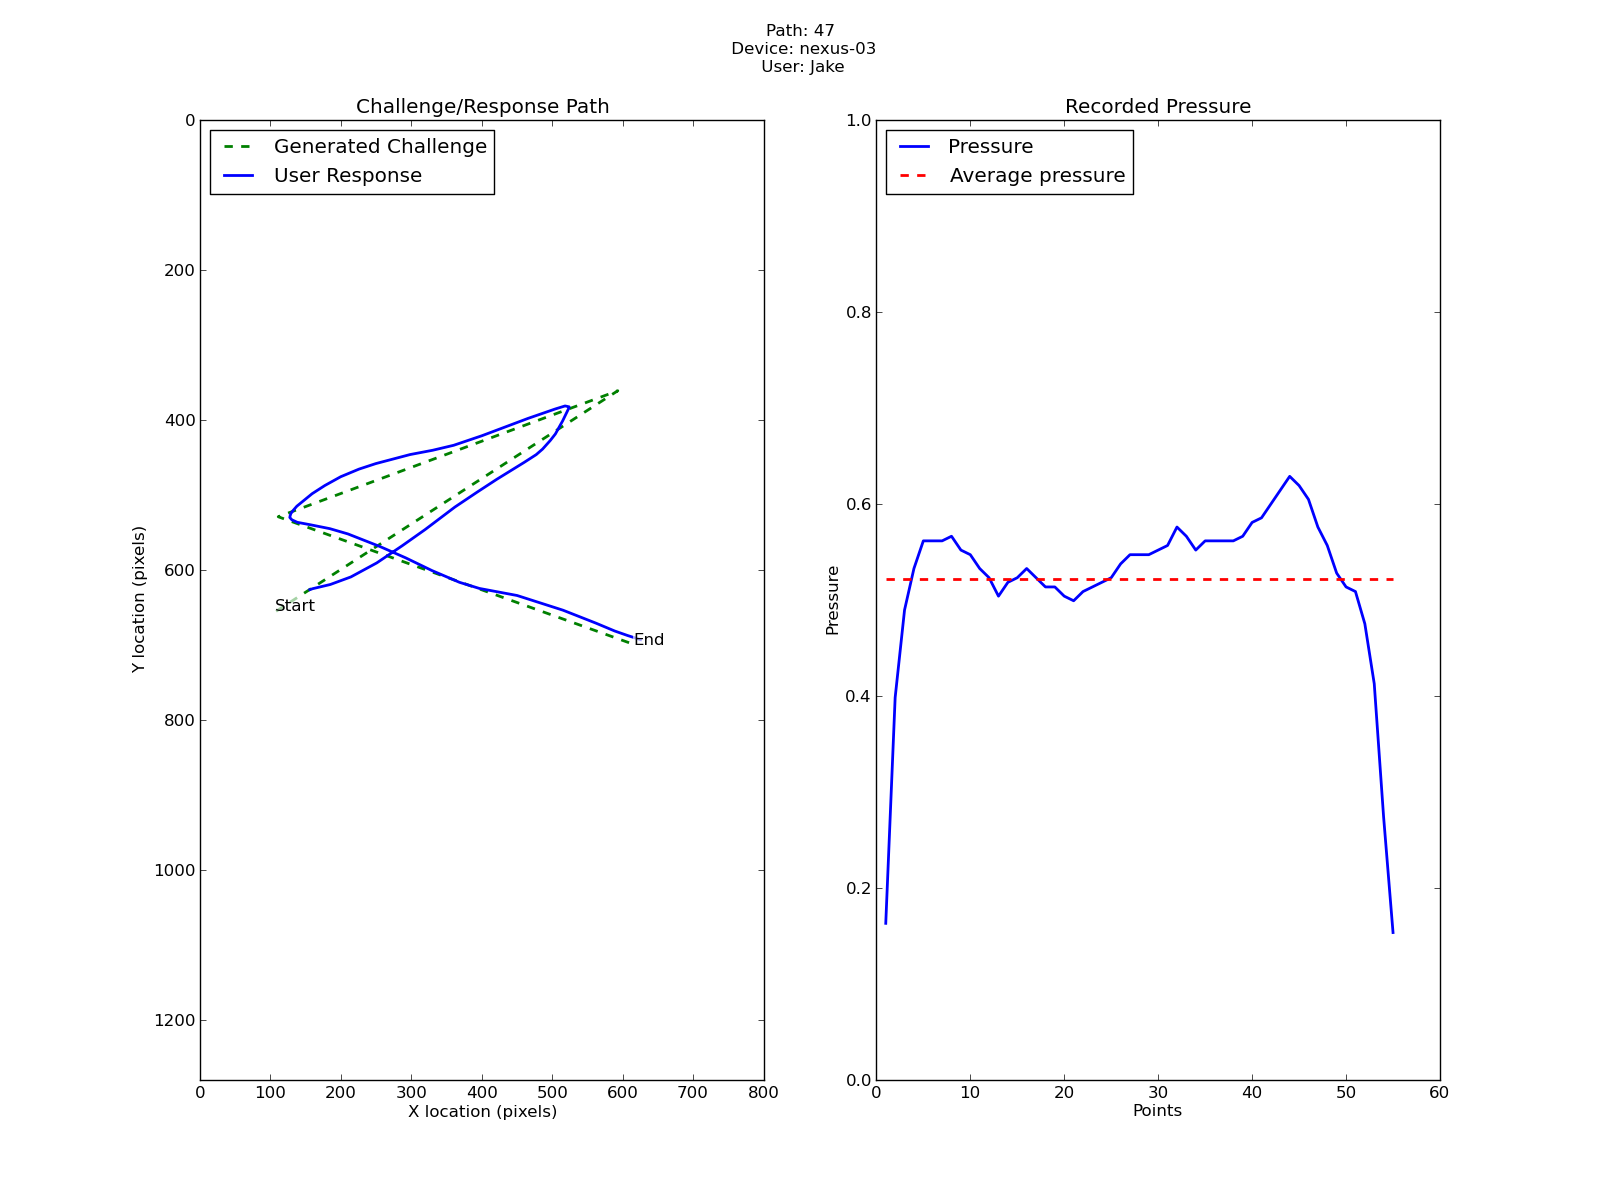 Path: 47
Device: nexus-03
User: Jake
Challenge/Response Path
Generated Challenge
User Response
0
200
400
600
800
1000
1200
Y location (pixels)
Start
End
0 100 200 300 400 500 600 700 800
X location (pixels)
Recorded Pressure
Pressure
Average pressure
1.0
0.8
0.6
0.4
0.2
0.0
Pressure
0 10 20 30 40 50 60
Points